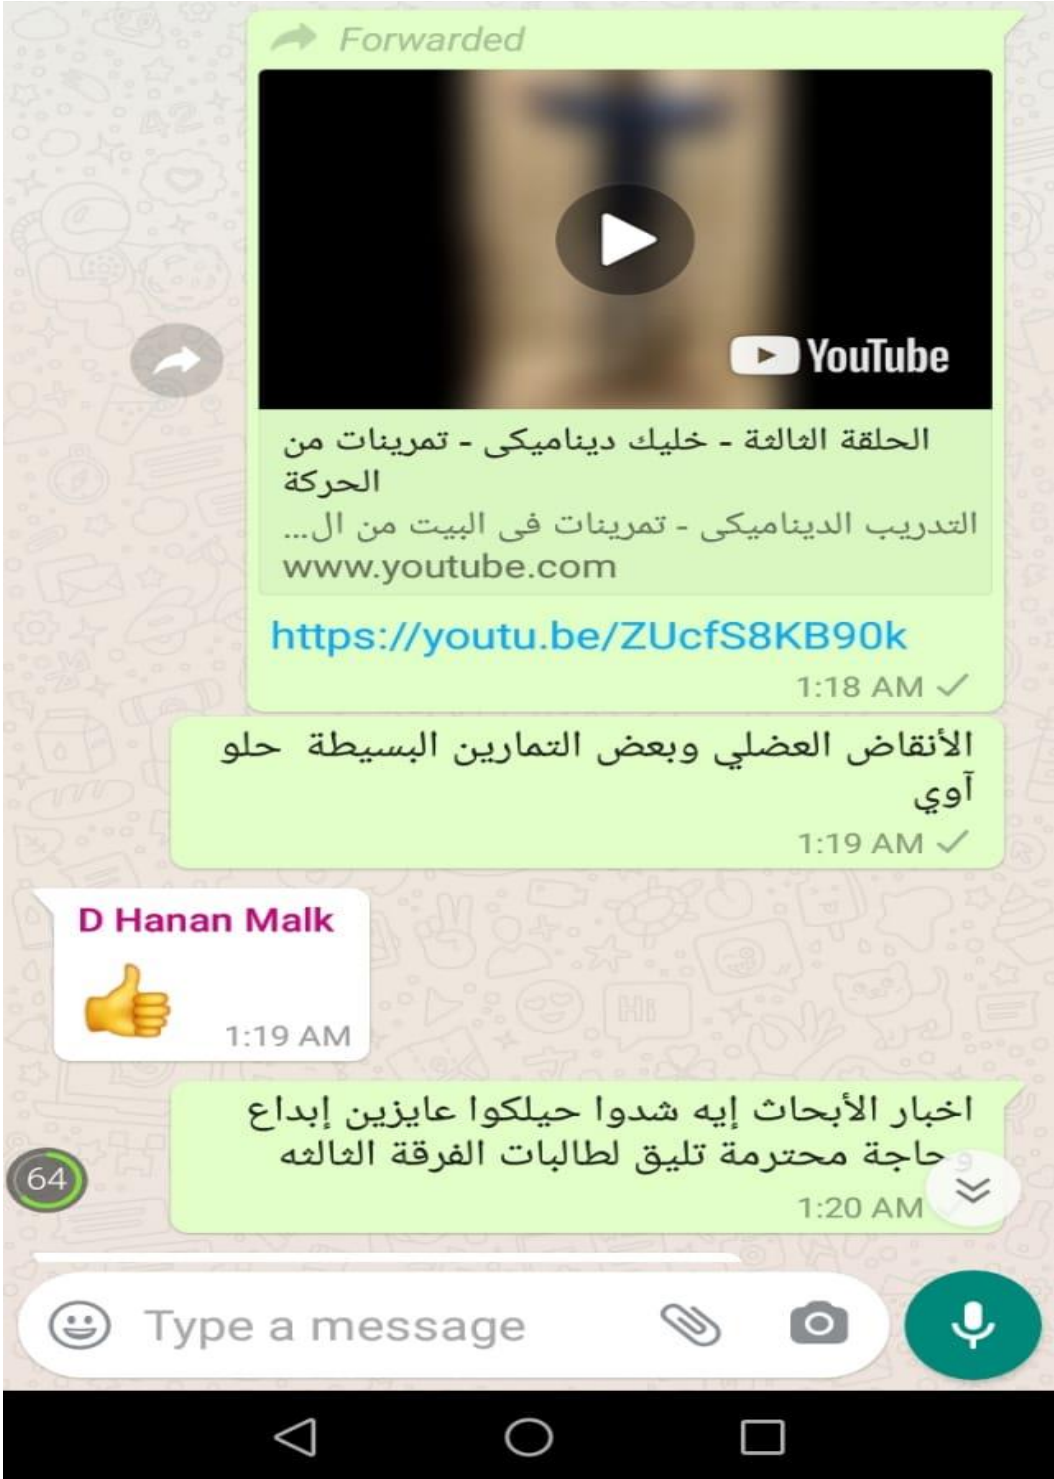 Forwarded
YouTube
الحلقة الثالثة - خليك ديناميكى - تمرينات من
الحركة
التدريب الديناميكى - تمرينات فى البيت من ال...
www.youtube.com
https://youtu.be/ZUcfS8KB90k
1:18 AM
الأنقاض العضلي وبعض التمارين البسيطة حلو
آوي
1:19 AM
D Hanan Malk
1:19 AM
اخبار الأبحاث إيه شدوا حيلكوا عايزين إبداع
وحاجة محترمة تليق لطالبات الفرقة الثالثه
1:20 AM
64
Type a message